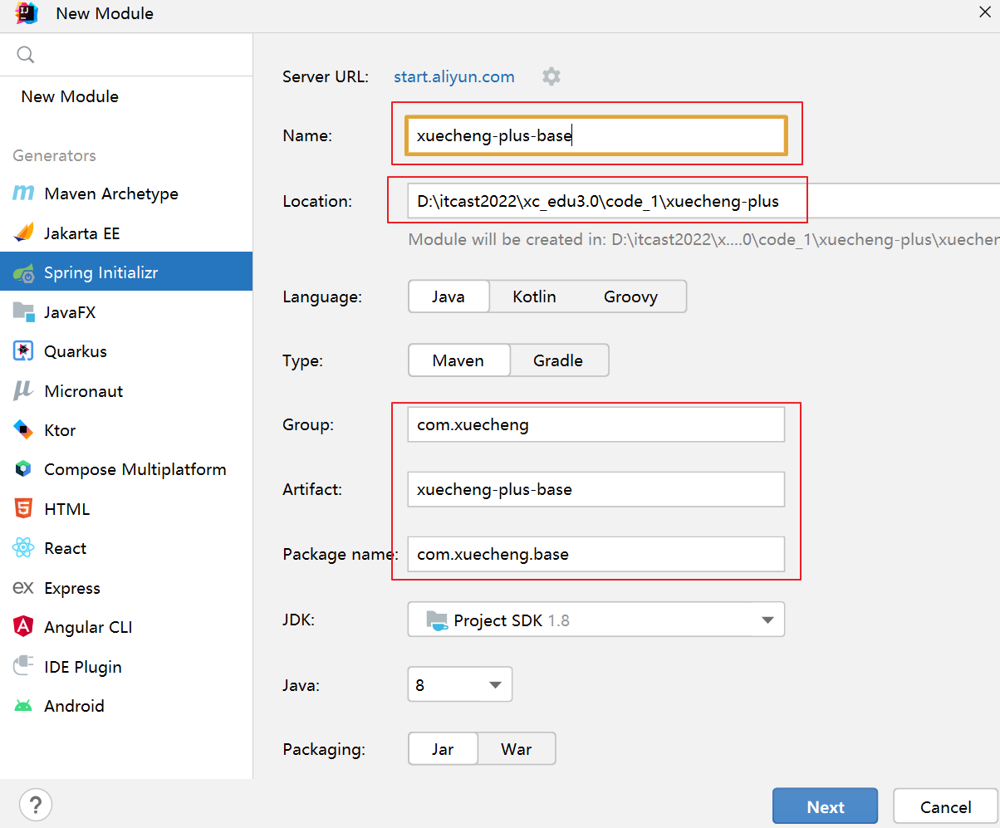 New Module
New Module
Generators
Maven Archetype
Jakarta EE
Spring Initializr
JavaFX
Quarkus
Micronaut
Ktor
Compose Multiplatform
HTML
React
Express
Angular CLI
IDE Plugin
Android
Server URL: start.aliyun.com
Name: xuecheng-plus-base
Location: D:\itcast2022\xc_edu3.0\code_1\xuecheng-plus
Module will be created in: D:\itcast2022\x....0\code_1\xuecheng-plus\xuecher
Language: Java Kotlin Groovy
Type: Maven Gradle
Group: com.xuecheng
Artifact: xuecheng-plus-base
Package name: com.xuecheng.base
JDK: Project SDK 1.8
Java: 8
Packaging: Jar War
? Next Cancel